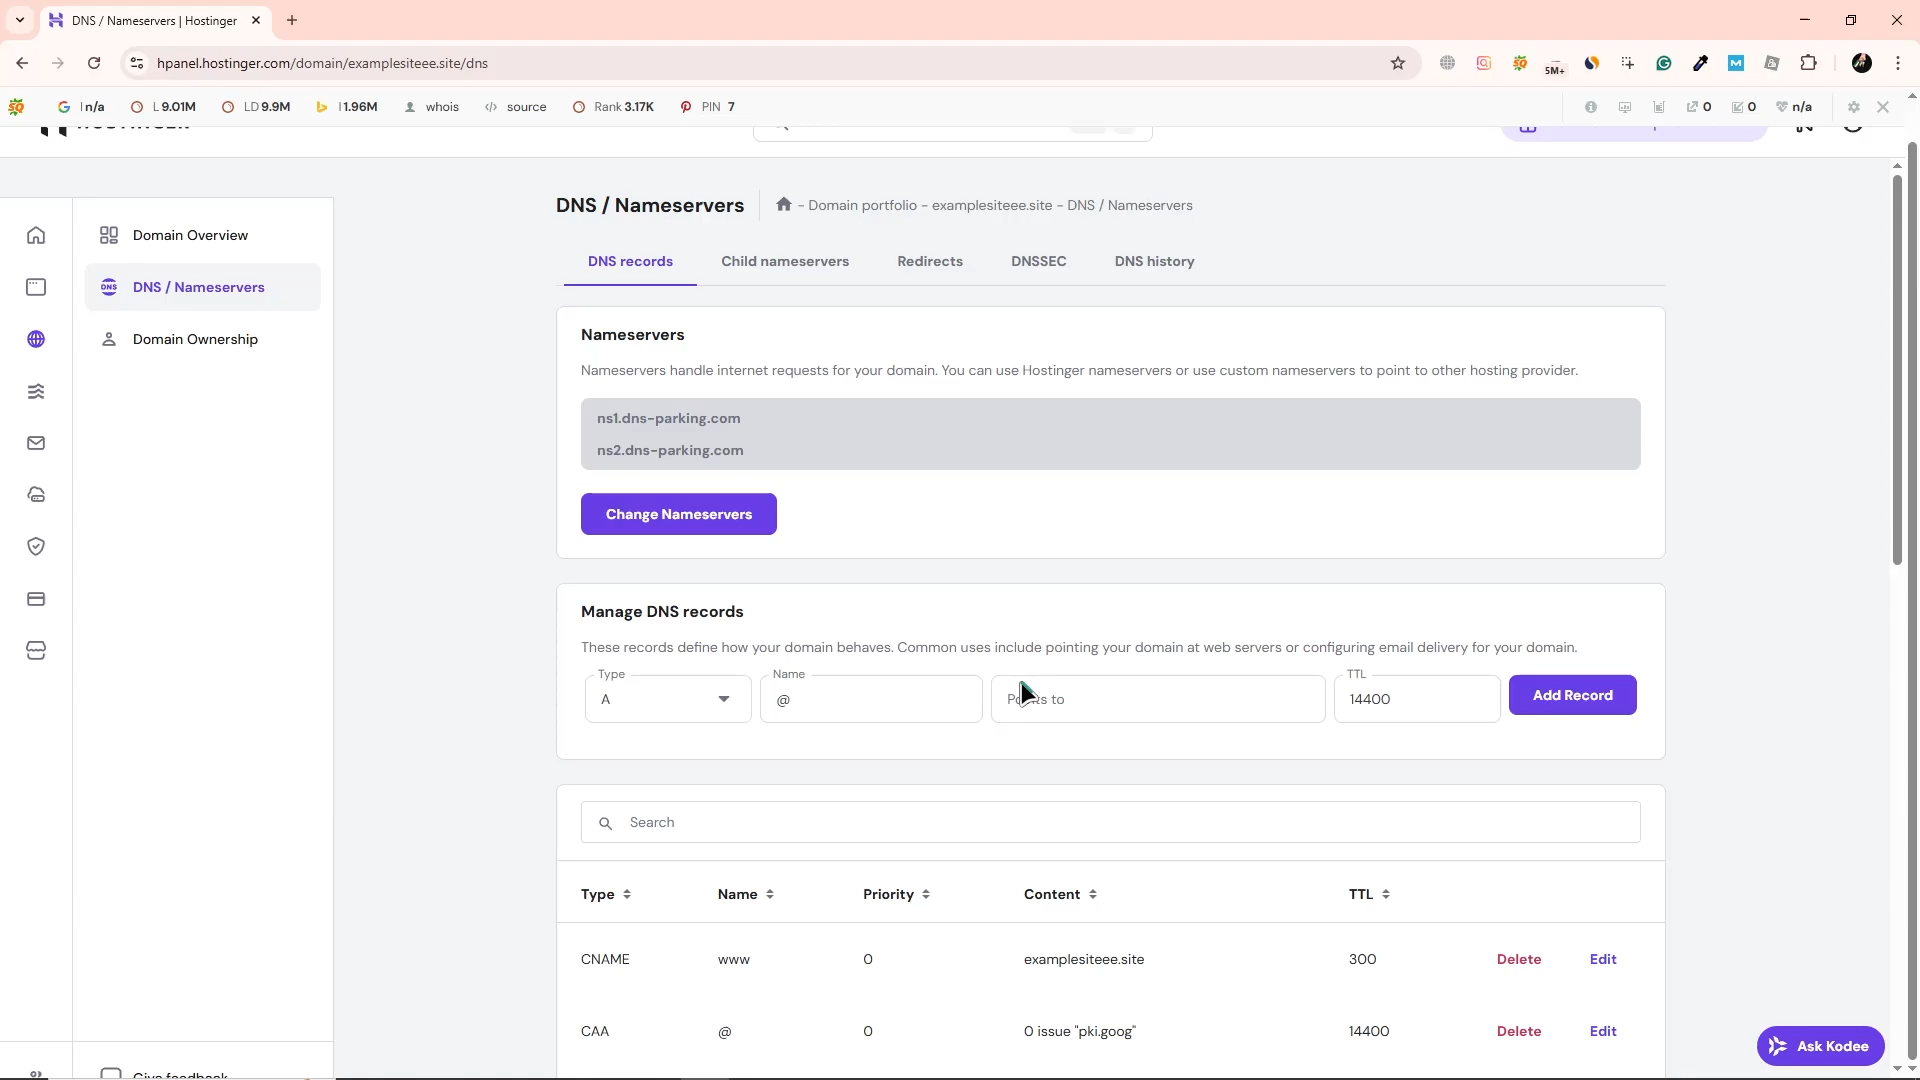 DNS / Nameservers | Hostinger
hpanel.hostinger.com/domain/examplesiteee.site/dns
5M+
I n/a
L 9.01M
LD 9.9M
I 1.96M
whois
source
Rank 3.17K
PIN 7
0
0
n/a
DNS / Nameservers
- Domain portfolio - examplesiteee.site - DNS / Nameservers
Domain Overview
DNS / Nameservers
Domain Ownership
DNS records
Child nameservers
Redirects
DNSSEC
DNS history
Nameservers
Nameservers handle internet requests for your domain. You can use Hostinger nameservers or use custom nameservers to point to other hosting provider.
ns1.dns-parking.com
ns2.dns-parking.com
Change Nameservers
Manage DNS records
These records define how your domain behaves. Common uses include pointing your domain at web servers or configuring email delivery for your domain.
Type
Name
TTL
A
@
Points to
14400
Add Record
Search
Type Name Priority Content TTL
CNAME www 0 examplesiteee.site 300 Delete Edit
CAA @ 0 0 issue "pki.goog" 14400 Delete Edit
Ask Kodee
Give feedback